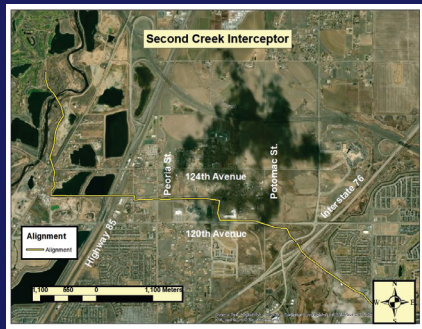 Second Creek Interceptor
Peoria St.
Potomac St.
124th Avenue
Interstate 76
120th Avenue
Highway 85
Alignment
Alignment
1,100 550 0 1,100 Meters
N
W E
S